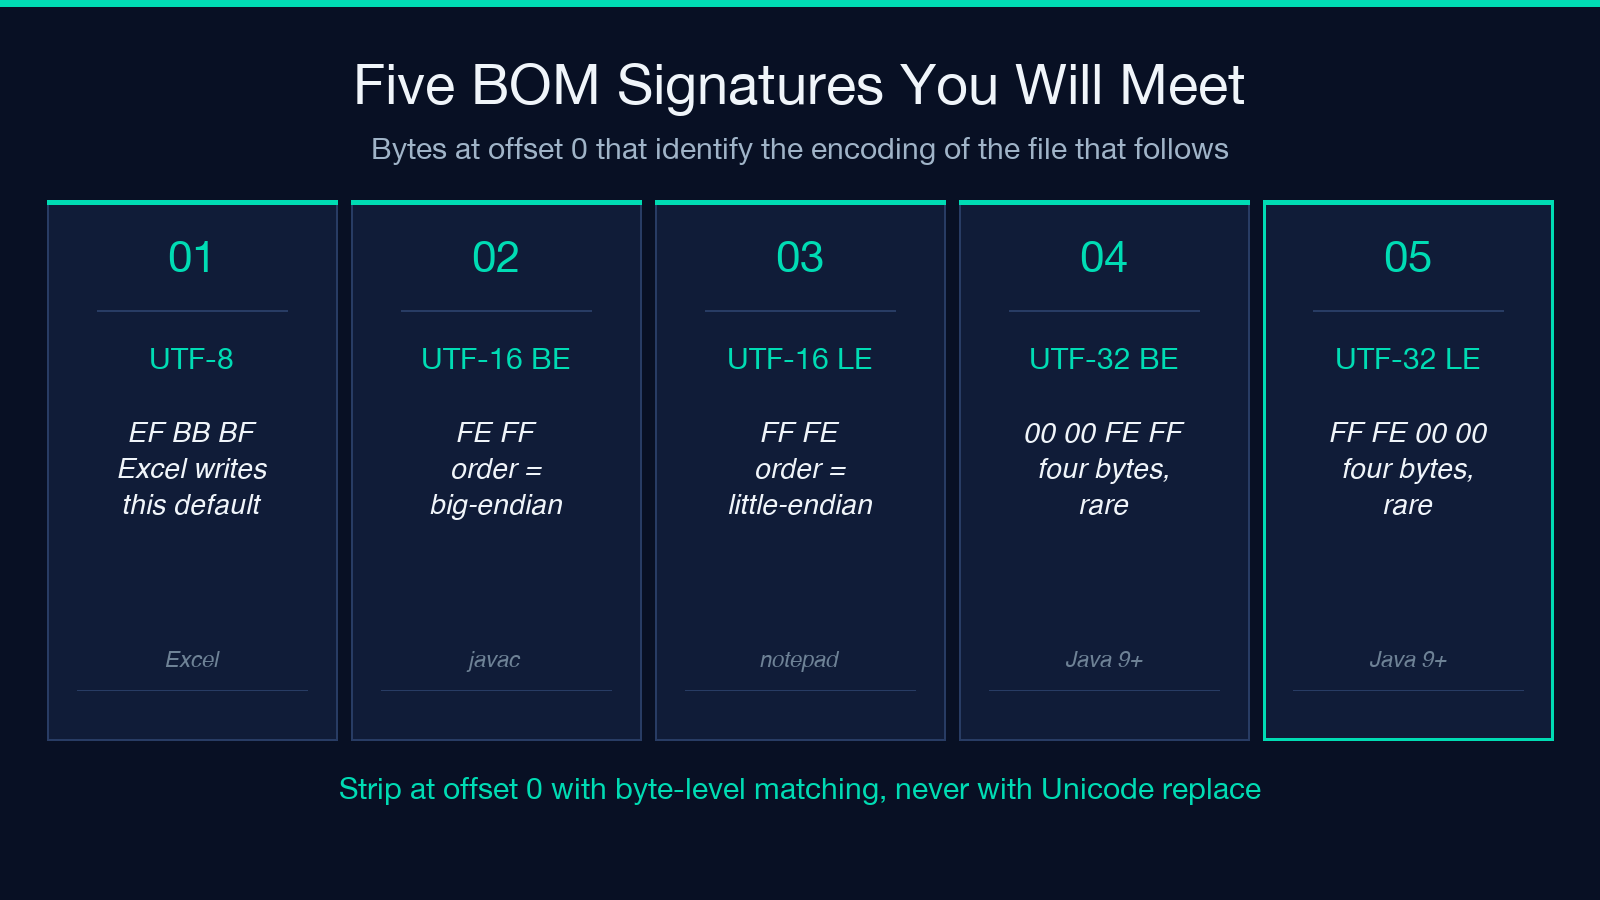 Five BOM Signatures You Will Meet
Bytes at offset 0 that identify the encoding of the file that follows
01
UTF-8
EF BB BF
Excel writes
this default
Excel
02
UTF-16 BE
FE FF
order =
big-endian
javac
03
UTF-16 LE
FF FE
order =
little-endian
notepad
04
UTF-32 BE
00 00 FE FF
four bytes,
rare
Java 9+
05
UTF-32 LE
FF FE 00 00
four bytes,
rare
Java 9+
Strip at offset 0 with byte-level matching, never with Unicode replace